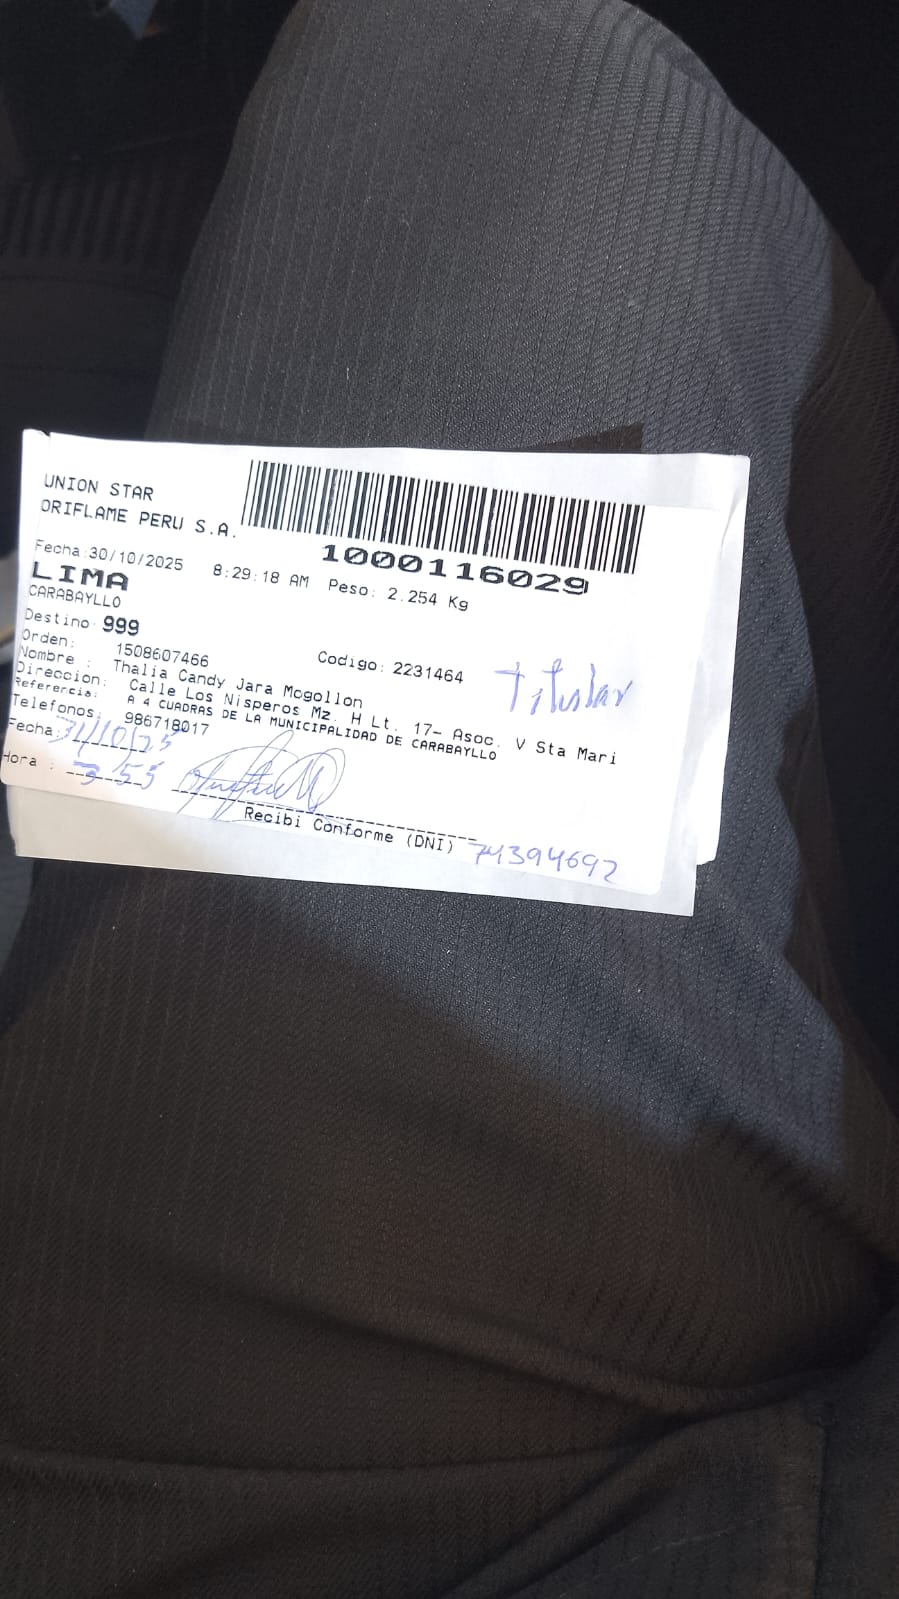 UNION STAR
ORIFLAME PERU S.A.
1000116029
Fecha:30/10/2025 8:29:18 AM Peso: 2.254 Kg
LIMA
CARABAYLLO
Destino: 999
Orden: 1508607466 Codigo: 2231464
Titular
Nombre : Thalia Candy Jara Mogollon
Direccion: Calle Los Nisperos Mz. H Lt. 17- Asoc. V Sta Mari
Referencia: A 4 CUADRAS DE LA MUNICIPALIDAD DE CARABAYLLO
Telefonos: 986718017
Fecha: 31/10/25
Hora : 3:55
Recibi Conforme (DNI) 74394692